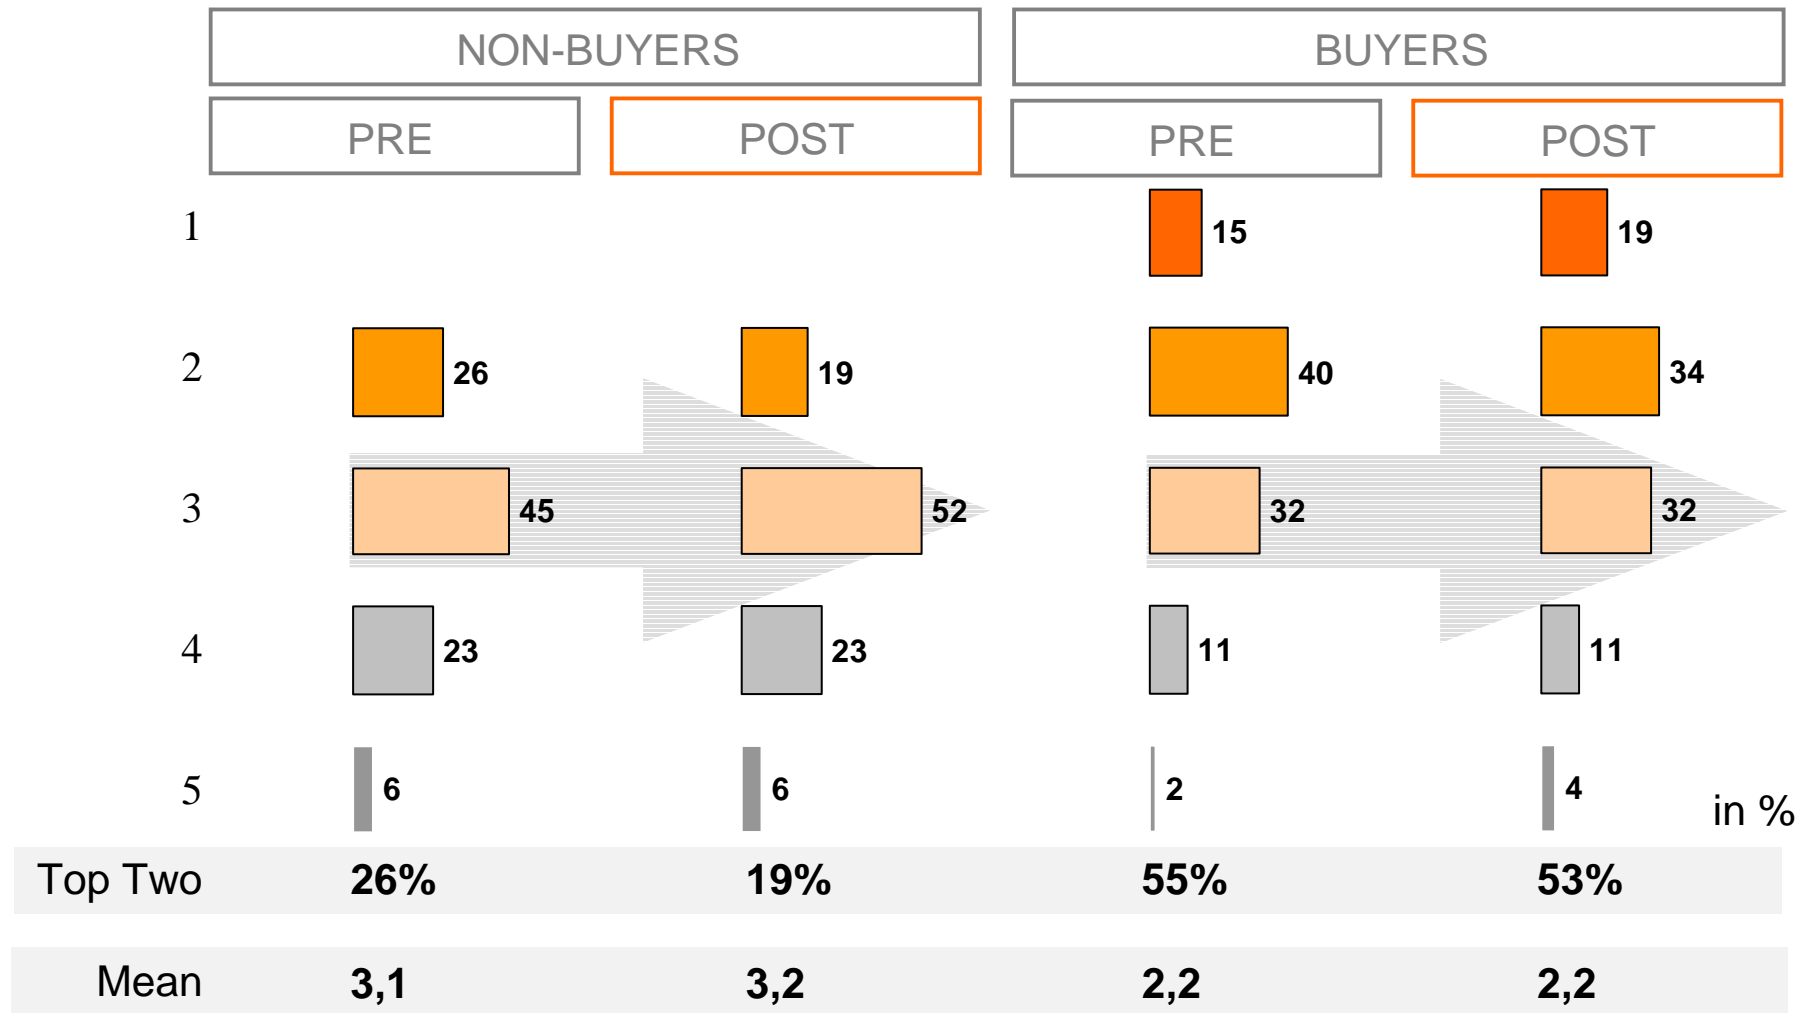 NON-BUYERS BUYERS
PRE POST PRE POST
1 15 19
2 26 19 40 34
3 45 52 32 32
4 23 23 11 11
5 6 6 2 4
in %
Top Two 26% 19% 55% 53%
Mean 3,1 3,2 2,2 2,2